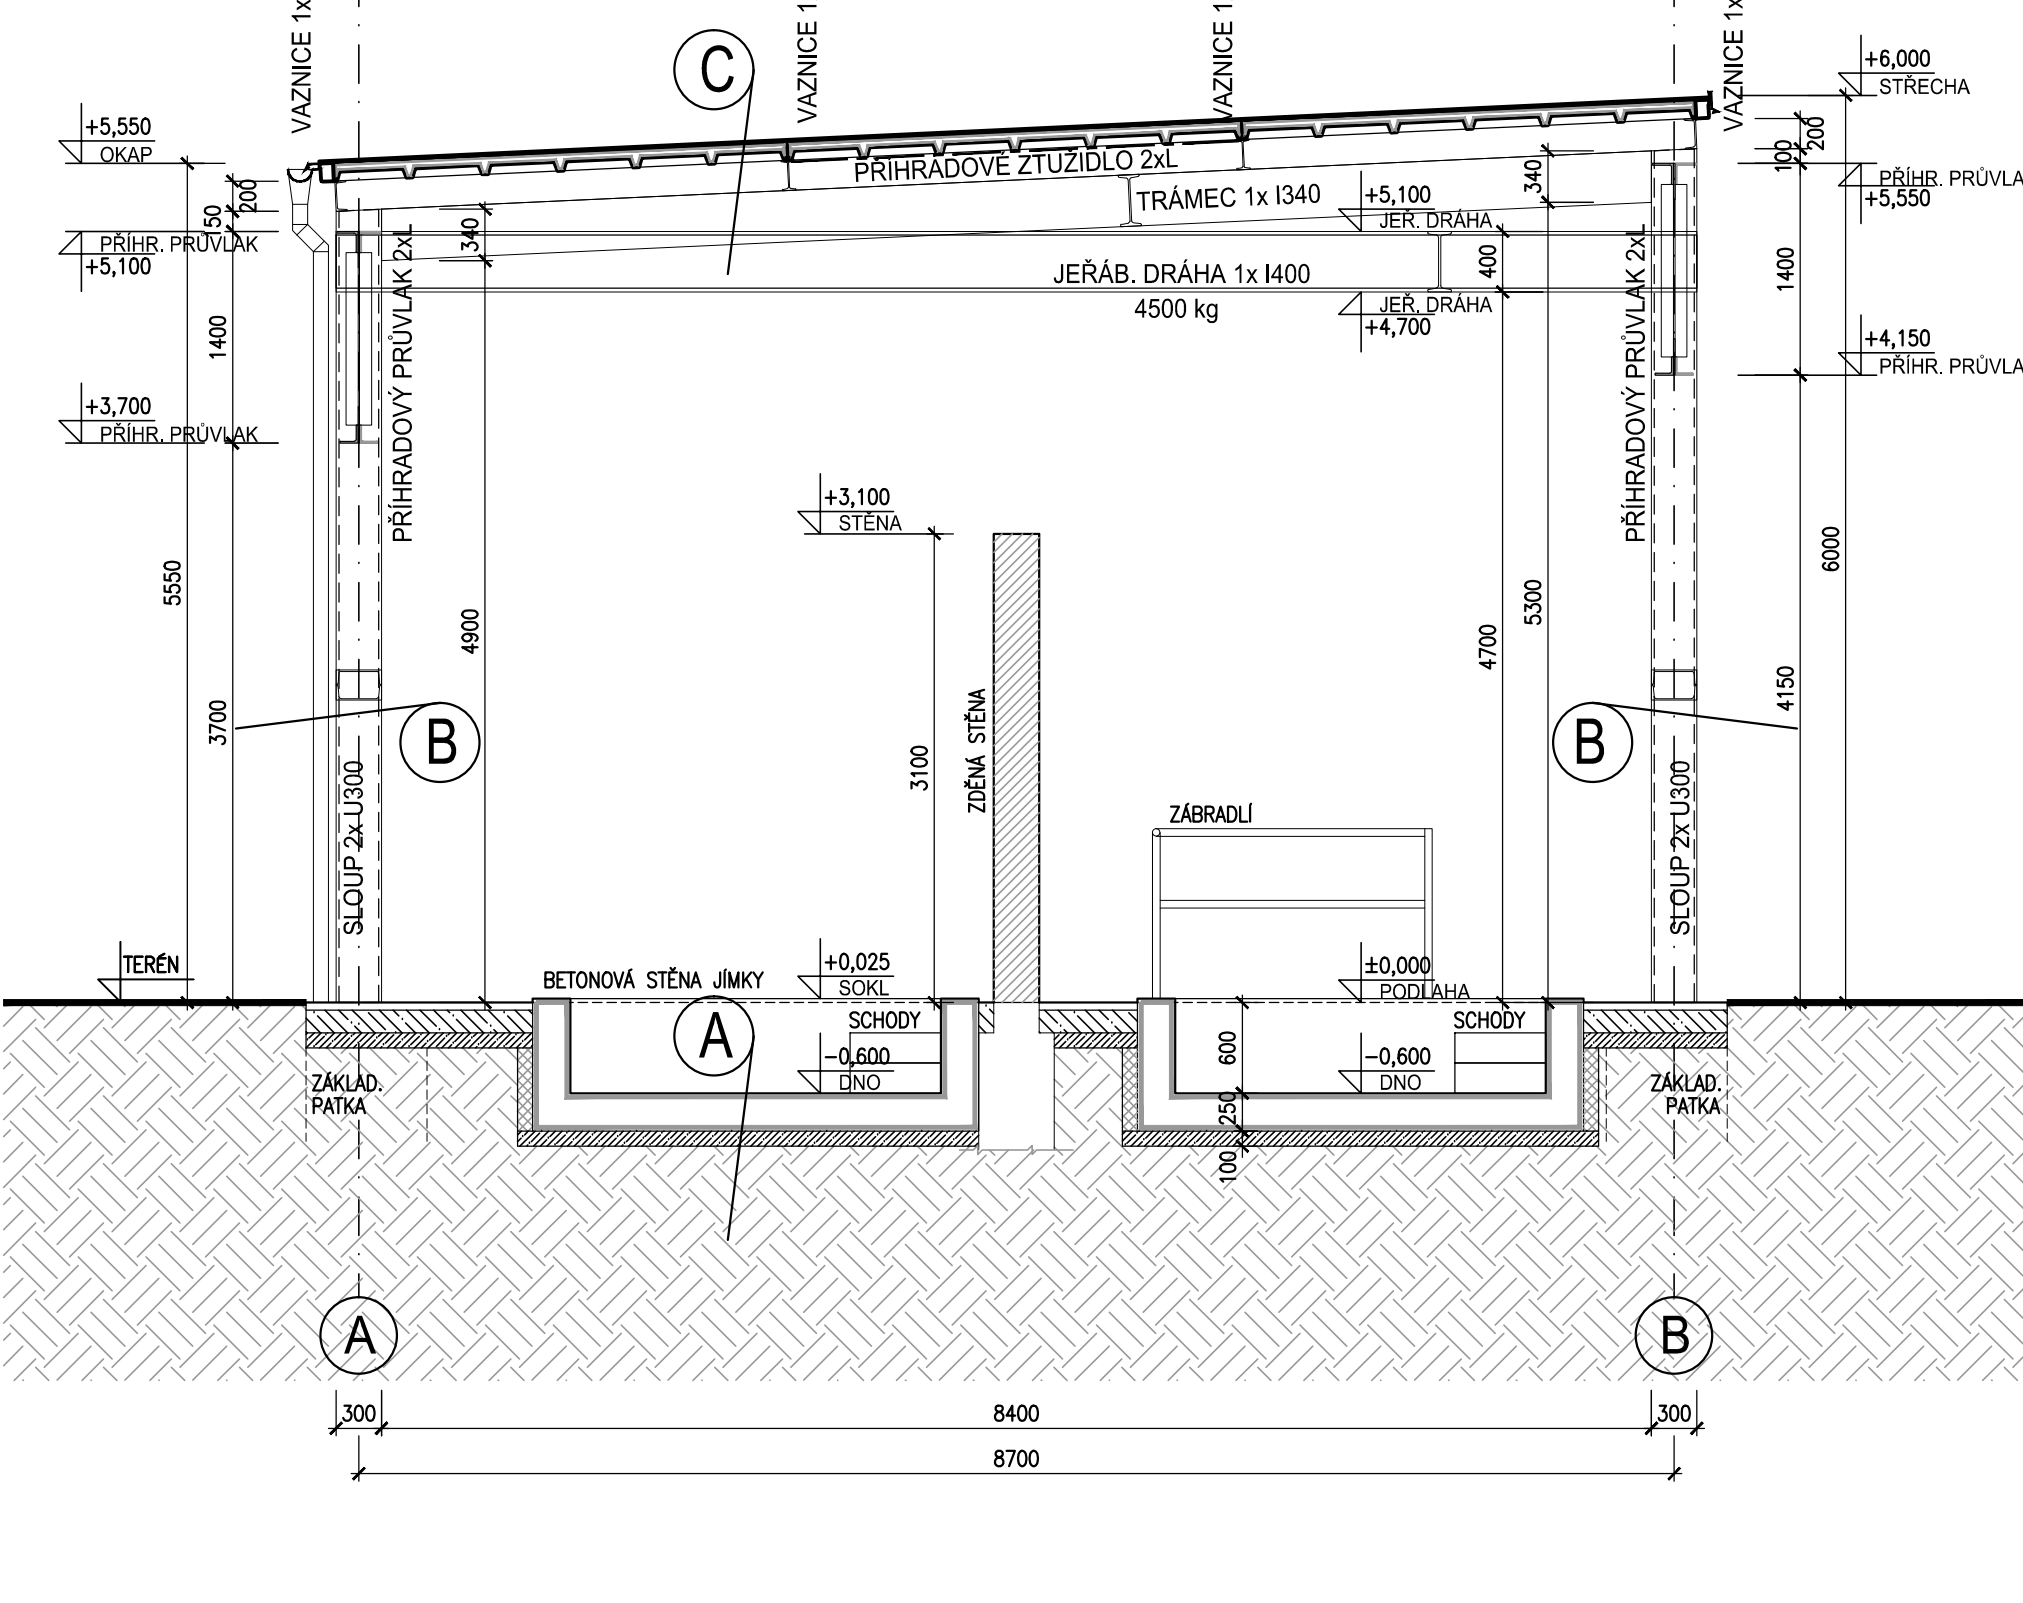 VAZNICE 1x
VAZNICE 1
VAZNICE 1
VAZNICE 1x
C
+6,000
STŘECHA
+5,550
OKAP
200
150
340
PŘÍHRADOVÉ ZTUŽIDLO 2xL
TRÁMEC 1x I340
+5,100
JEŘ. DRÁHA
340
100
200
PŘÍHR. PRŮVLA
+5,550
PŘÍHR. PRŮVLAK
+5,100
JEŘÁB. DRÁHA 1x I400
4500 kg
400
JEŘ. DRÁHA
+4,700
1400
1400
PŘÍHRADOVÝ PRŮVLAK 2xL
PŘÍHRADOVÝ PRŮVLAK 2xL
+4,150
PŘÍHR. PRŮVLA
+3,700
PŘÍHR. PRŮVLAK
+3,100
STĚNA
5550
3700
4900
3100
ZDĚNÁ STĚNA
4700
5300
4150
6000
B
B
SLOUP 2x U300
SLOUP 2x U300
ZÁBRADLÍ
TERÉN
BETONOVÁ STĚNA JÍMKY
+0,025
SOKL
±0,000
PODLAHA
A
SCHODY
SCHODY
-0,600
DNO
-0,600
DNO
600
250
100
ZÁKLAD.
PATKA
ZÁKLAD.
PATKA
A
B
300
8400
300
8700